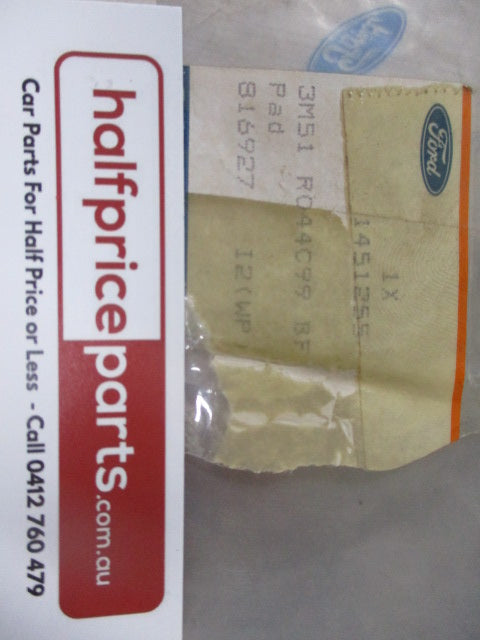 Ford
1X
1451255
3M51 R044C99 BF
Pad
816927 I2(WP)
halfpriceparts.com.au
Car Parts For Half Price or Less - Call 0412 760 479